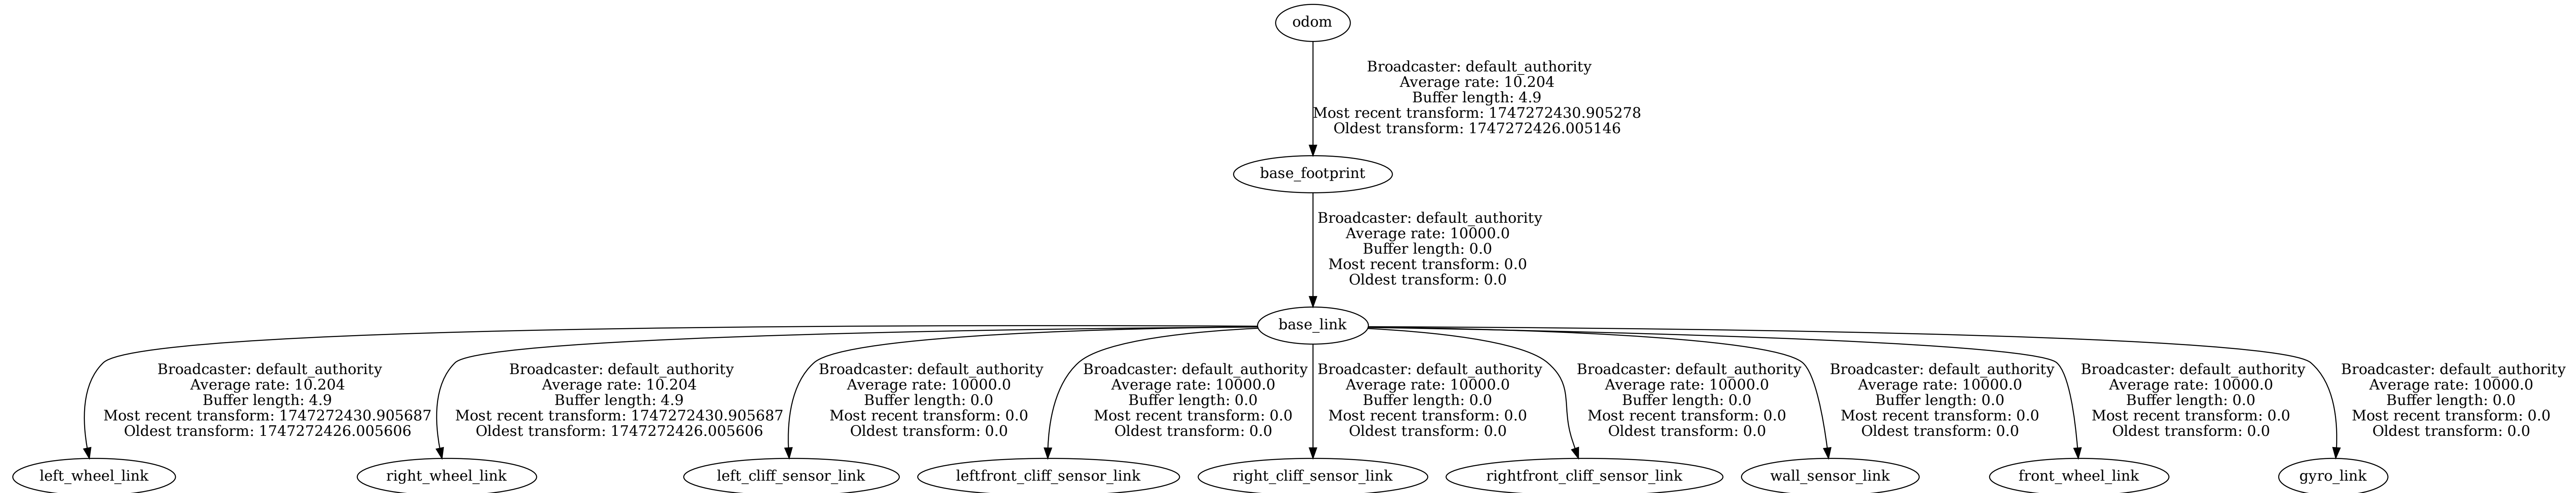 odom
Broadcaster: default_authority
Average rate: 10.204
Buffer length: 4.9
Most recent transform: 1747272430.905278
Oldest transform: 1747272426.005146
base_footprint
Broadcaster: default_authority
Average rate: 10000.0
Buffer length: 0.0
Most recent transform: 0.0
Oldest transform: 0.0
base_link
Broadcaster: default_authority
Average rate: 10.204
Buffer length: 4.9
Most recent transform: 1747272430.905687
Oldest transform: 1747272426.005606
Broadcaster: default_authority
Average rate: 10.204
Buffer length: 4.9
Most recent transform: 1747272430.905687
Oldest transform: 1747272426.005606
Broadcaster: default_authority
Average rate: 10000.0
Buffer length: 0.0
Most recent transform: 0.0
Oldest transform: 0.0
Broadcaster: default_authority
Average rate: 10000.0
Buffer length: 0.0
Most recent transform: 0.0
Oldest transform: 0.0
Broadcaster: default_authority
Average rate: 10000.0
Buffer length: 0.0
Most recent transform: 0.0
Oldest transform: 0.0
Broadcaster: default_authority
Average rate: 10000.0
Buffer length: 0.0
Most recent transform: 0.0
Oldest transform: 0.0
Broadcaster: default_authority
Average rate: 10000.0
Buffer length: 0.0
Most recent transform: 0.0
Oldest transform: 0.0
Broadcaster: default_authority
Average rate: 10000.0
Buffer length: 0.0
Most recent transform: 0.0
Oldest transform: 0.0
Broadcaster: default_authority
Average rate: 10000.0
Buffer length: 0.0
Most recent transform: 0.0
Oldest transform: 0.0
left_wheel_link
right_wheel_link
left_cliff_sensor_link
leftfront_cliff_sensor_link
right_cliff_sensor_link
rightfront_cliff_sensor_link
wall_sensor_link
front_wheel_link
gyro_link